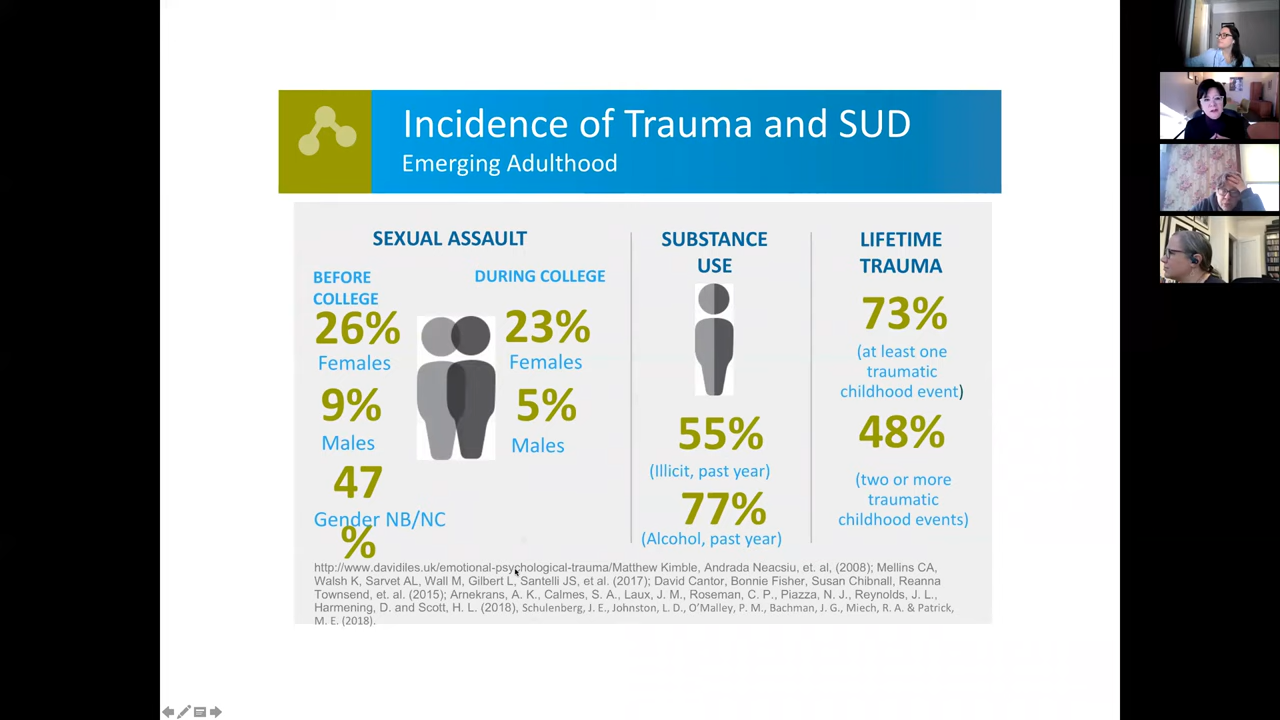 Incidence of Trauma and SUD
Emerging Adulthood
SEXUAL ASSAULT
BEFORE
COLLEGE
26%
Females
9%
Males
47
%
Gender NB/NC
DURING COLLEGE
23%
Females
5%
Males
SUBSTANCE
USE
55%
(Illicit, past year)
77%
(Alcohol, past year)
LIFETIME
TRAUMA
73%
(at least one
traumatic
childhood event)
48%
(two or more
traumatic
childhood events)
http://www.davidiles.uk/emotional-psychological-trauma/Matthew Kimble, Andrada Neacsiu, et. al, (2008); Mellins CA,
Walsh K, Sarvet AL, Wall M, Gilbert L, Santelli JS, et al. (2017); David Cantor, Bonnie Fisher, Susan Chibnall, Reanna
Townsend, et. al. (2015); Arnekrans, A. K., Calmes, S. A., Laux, J. M., Roseman, C. P., Piazza, N. J., Reynolds, J. L.,
Harmening, D. and Scott, H. L. (2018), Schulenberg, J. E., Johnston, L. D., O’Malley, P. M., Bachman, J. G., Miech, R. A. & Patrick,
M. E. (2018).